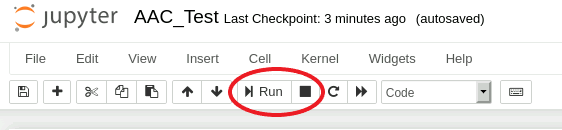 jupyter AAC_Test Last Checkpoint: 3 minutes ago (autosaved)
File Edit View Insert Cell Kernel Widgets Help
Run Code